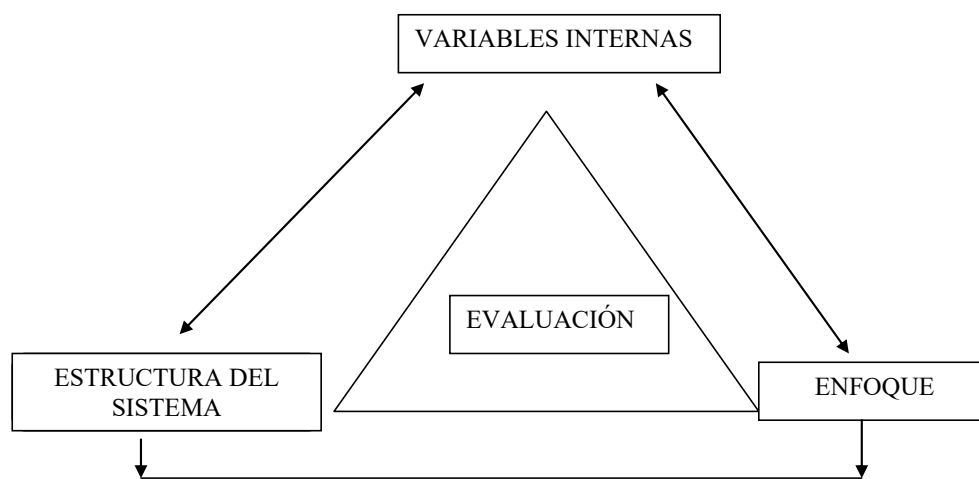 VARIABLES INTERNAS
EVALUACIÓN
ESTRUCTURA DEL
SISTEMA
ENFOQUE